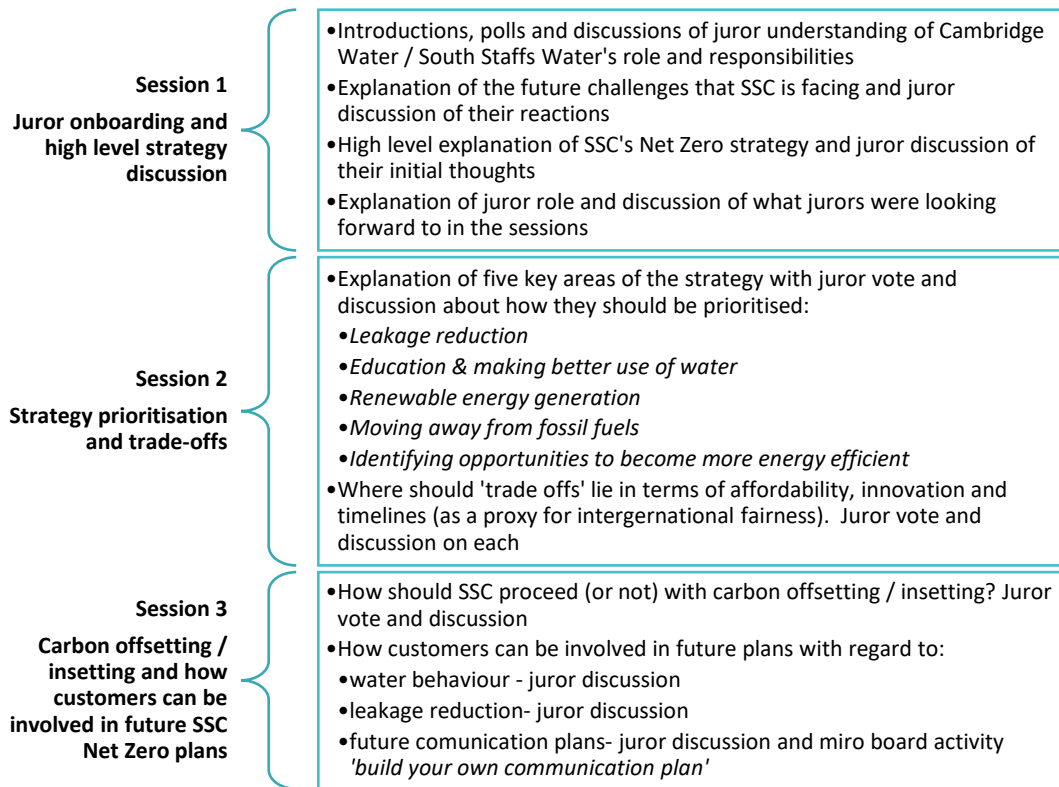 Session 1
Juror onboarding and
high level strategy
discussion
•Introductions, polls and discussions of juror understanding of Cambridge
Water / South Staffs Water's role and responsibilities
•Explanation of the future challenges that SSC is facing and juror
discussion of their reactions
•High level explanation of SSC's Net Zero strategy and juror discussion of
their initial thoughts
•Explanation of juror role and discussion of what jurors were looking
forward to in the sessions
Session 2
Strategy prioritisation
and trade-offs
•Explanation of five key areas of the strategy with juror vote and
discussion about how they should be prioritised:
•Leakage reduction
•Education & making better use of water
•Renewable energy generation
•Moving away from fossil fuels
•Identifying opportunities to become more energy efficient
•Where should 'trade offs' lie in terms of affordability, innovation and
timelines (as a proxy for intergernational fairness).  Juror vote and
discussion on each
Session 3
Carbon offsetting /
insetting and how
customers can be
involved in future SSC
Net Zero plans
•How should SSC proceed (or not) with carbon offsetting / insetting? Juror
vote and discussion
•How customers can be involved in future plans with regard to:
•water behaviour - juror discussion
•leakage reduction- juror discussion
•future comunication plans- juror discussion and miro board activity
'build your own communication plan'